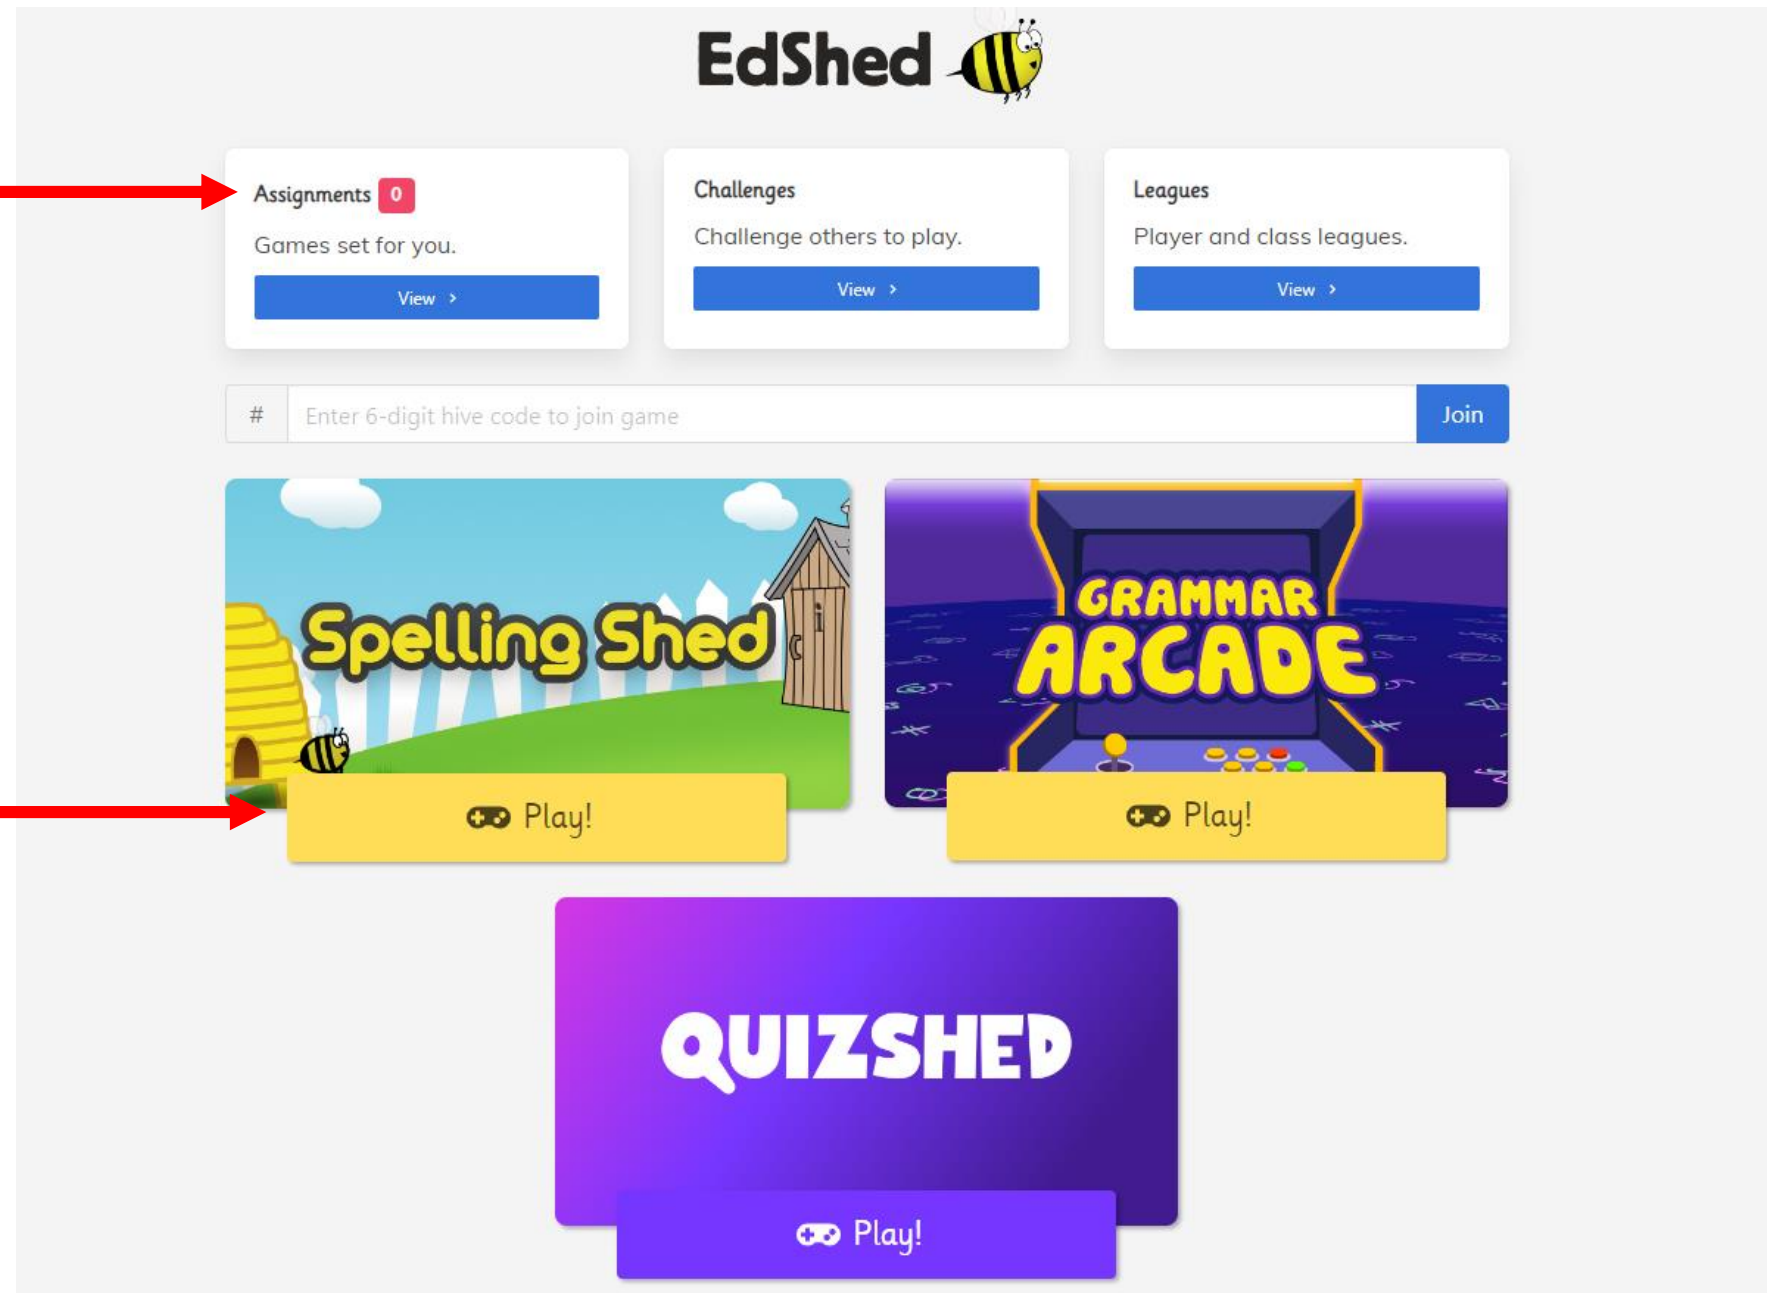 EdShed
Assignments 0
Games set for you.
View >
Challenges
Challenge others to play.
View >
Leagues
Player and class leagues.
View >
# Enter 6-digit hive code to join game Join
Spelling Shed
Play!
GRAMMAR
ARCADE
Play!
QUIZSHED
Play!